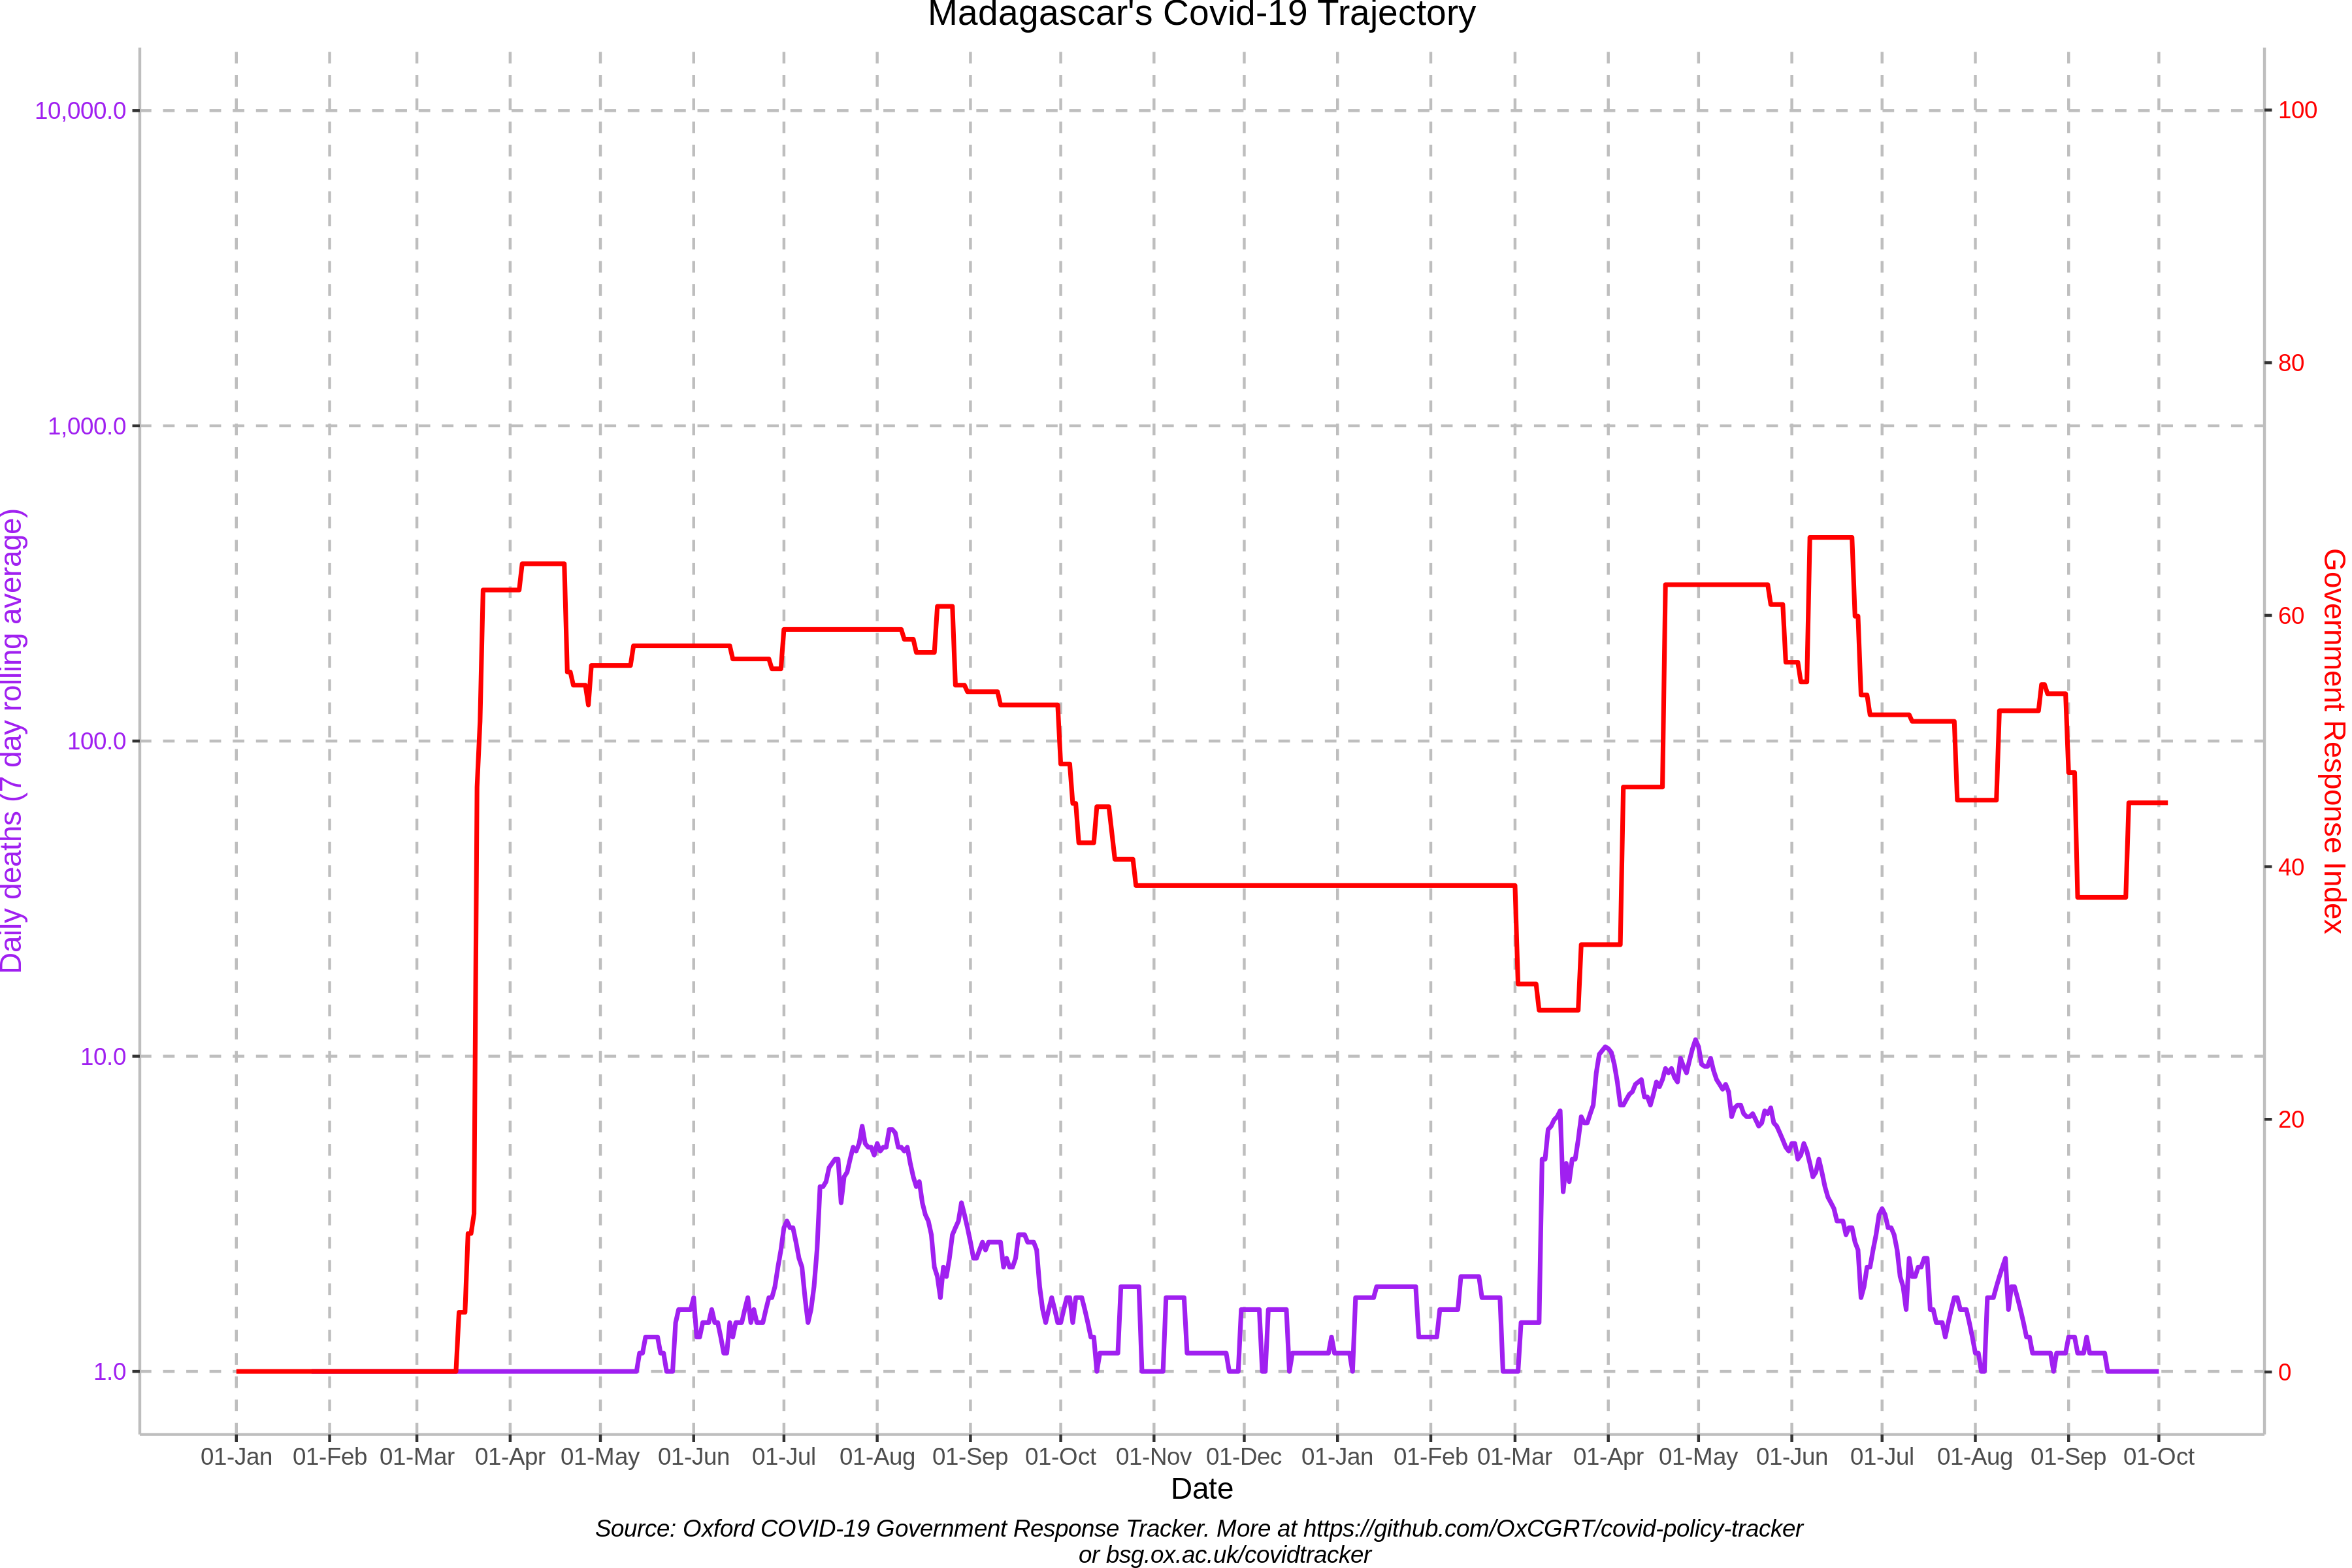 Madagascar's Covid-19 Trajectory
10,000.0
1,000.0
100.0
10.0
1.0
Daily deaths (7 day rolling average)
100
80
60
40
20
0
Government Response Index
01-Jan 01-Feb 01-Mar 01-Apr 01-May 01-Jun 01-Jul 01-Aug 01-Sep 01-Oct 01-Nov 01-Dec 01-Jan 01-Feb 01-Mar 01-Apr 01-May 01-Jun 01-Jul 01-Aug 01-Sep 01-Oct
Date
Source: Oxford COVID-19 Government Response Tracker. More at https://github.com/OxCGRT/covid-policy-tracker
or bsg.ox.ac.uk/covidtracker